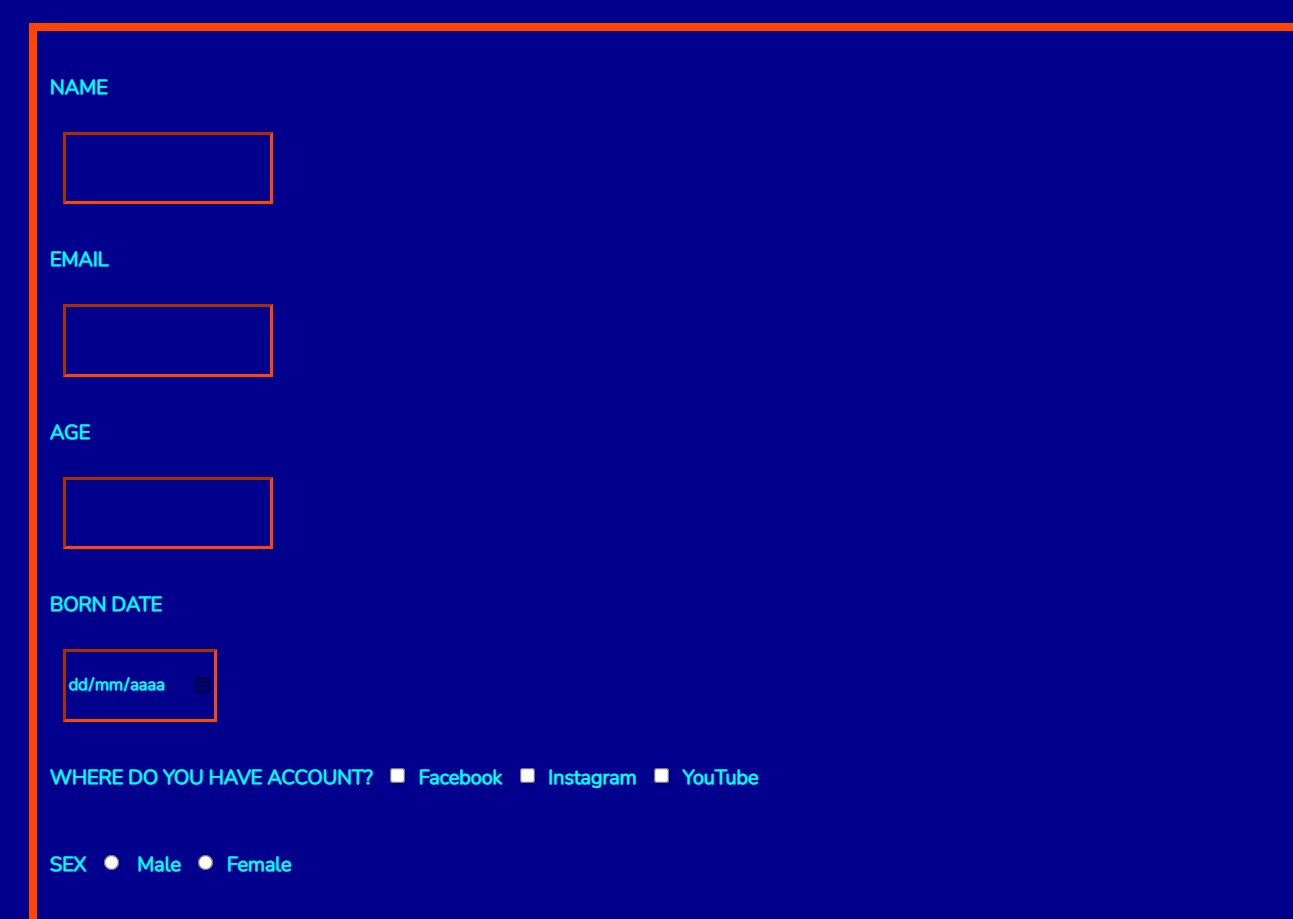 NAME
EMAIL
AGE
BORN DATE
dd/mm/aaaa
WHERE DO YOU HAVE ACCOUNT? Facebook Instagram YouTube
SEX Male Female